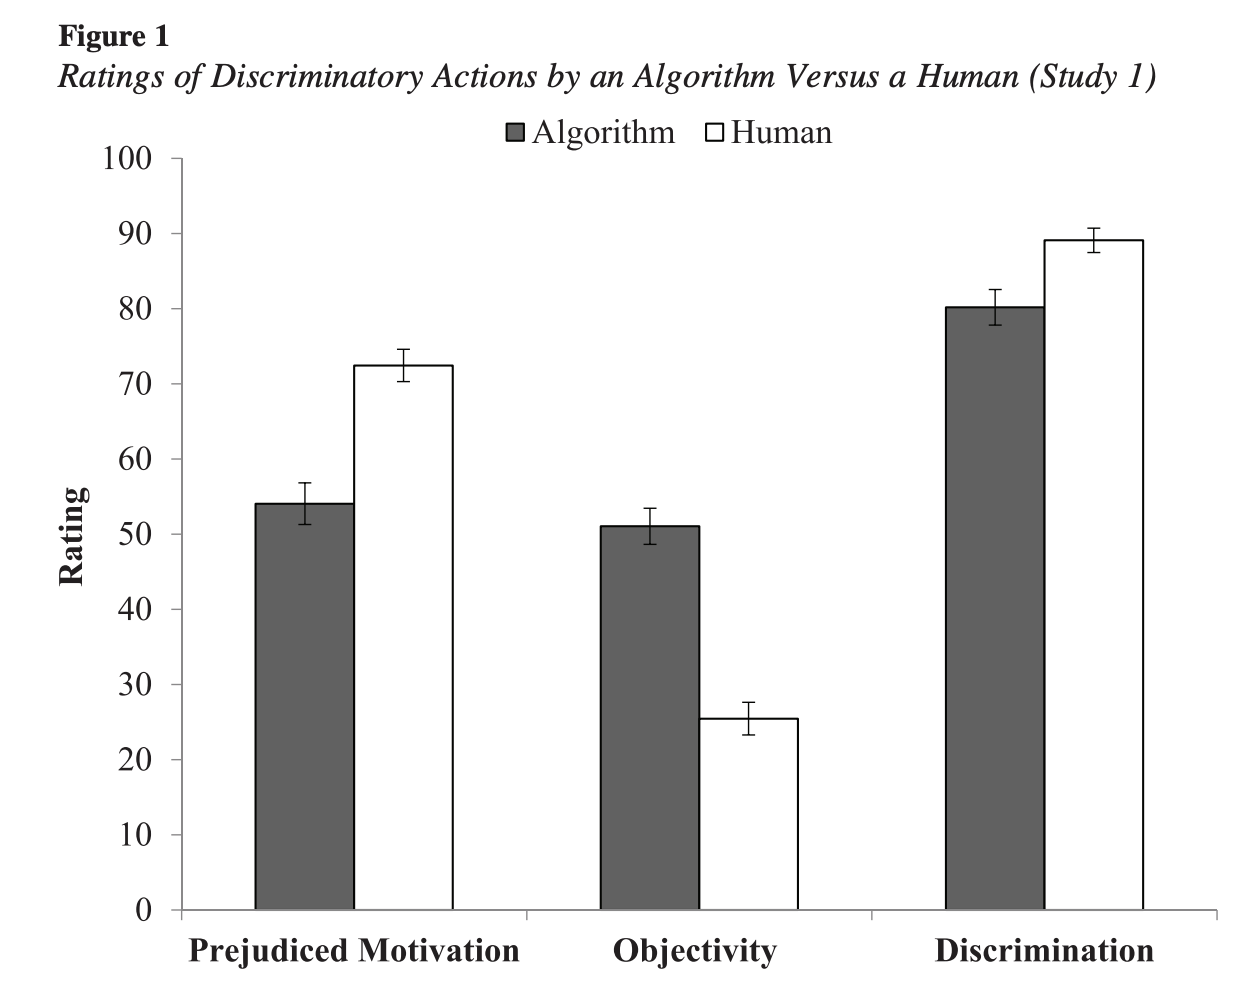 Figure 1
Ratings of Discriminatory Actions by an Algorithm Versus a Human (Study 1)
Algorithm Human
100
90
80
70
60
50
40
30
20
10
0
Rating
Prejudiced Motivation Objectivity Discrimination